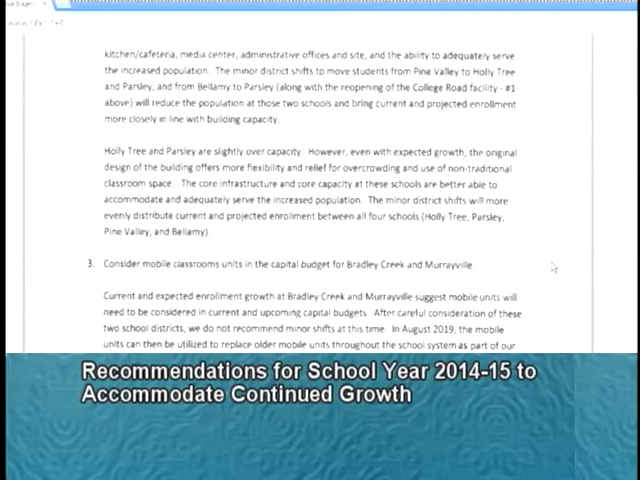 kitchen/cafeteria, media center, administrative offices and site, and the ability to adequately serve
the increased population. The minor district shifts to move students from Pine Valley to Holly Tree
and Parsley, and from Bellamy to Parsley (along with the reopening of the College Road facility - #1
above) will reduce the population at those two schools and bring current and projected enrollment
more closely in line with building capacity.
Holly Tree and Parsley are slightly over capacity. However, even with expected growth, the original
design of the building offers more flexibility and relief for overcrowding and use of non-traditional
classroom space. The core infrastructure and core capacity at these schools are better able to
accommodate and adequately serve the increased population. The minor district shifts will more
evenly distribute current and projected enrollment between all four schools (Holly Tree, Parsley,
Pine Valley, and Bellamy).
3. Consider mobile classrooms units in the capital budget for Bradley Creek and Murrayville.
Current and expected enrollment growth at Bradley Creek and Murrayville suggest mobile units will
need to be considered in current and upcoming capital budgets. After careful consideration of these
two school districts, we do not recommend minor shifts at this time. In August 2019, the mobile
units can then be utilized to replace older mobile units throughout the school system as part of our
Recommendations for School Year 2014-15 to
Accommodate Continued Growth